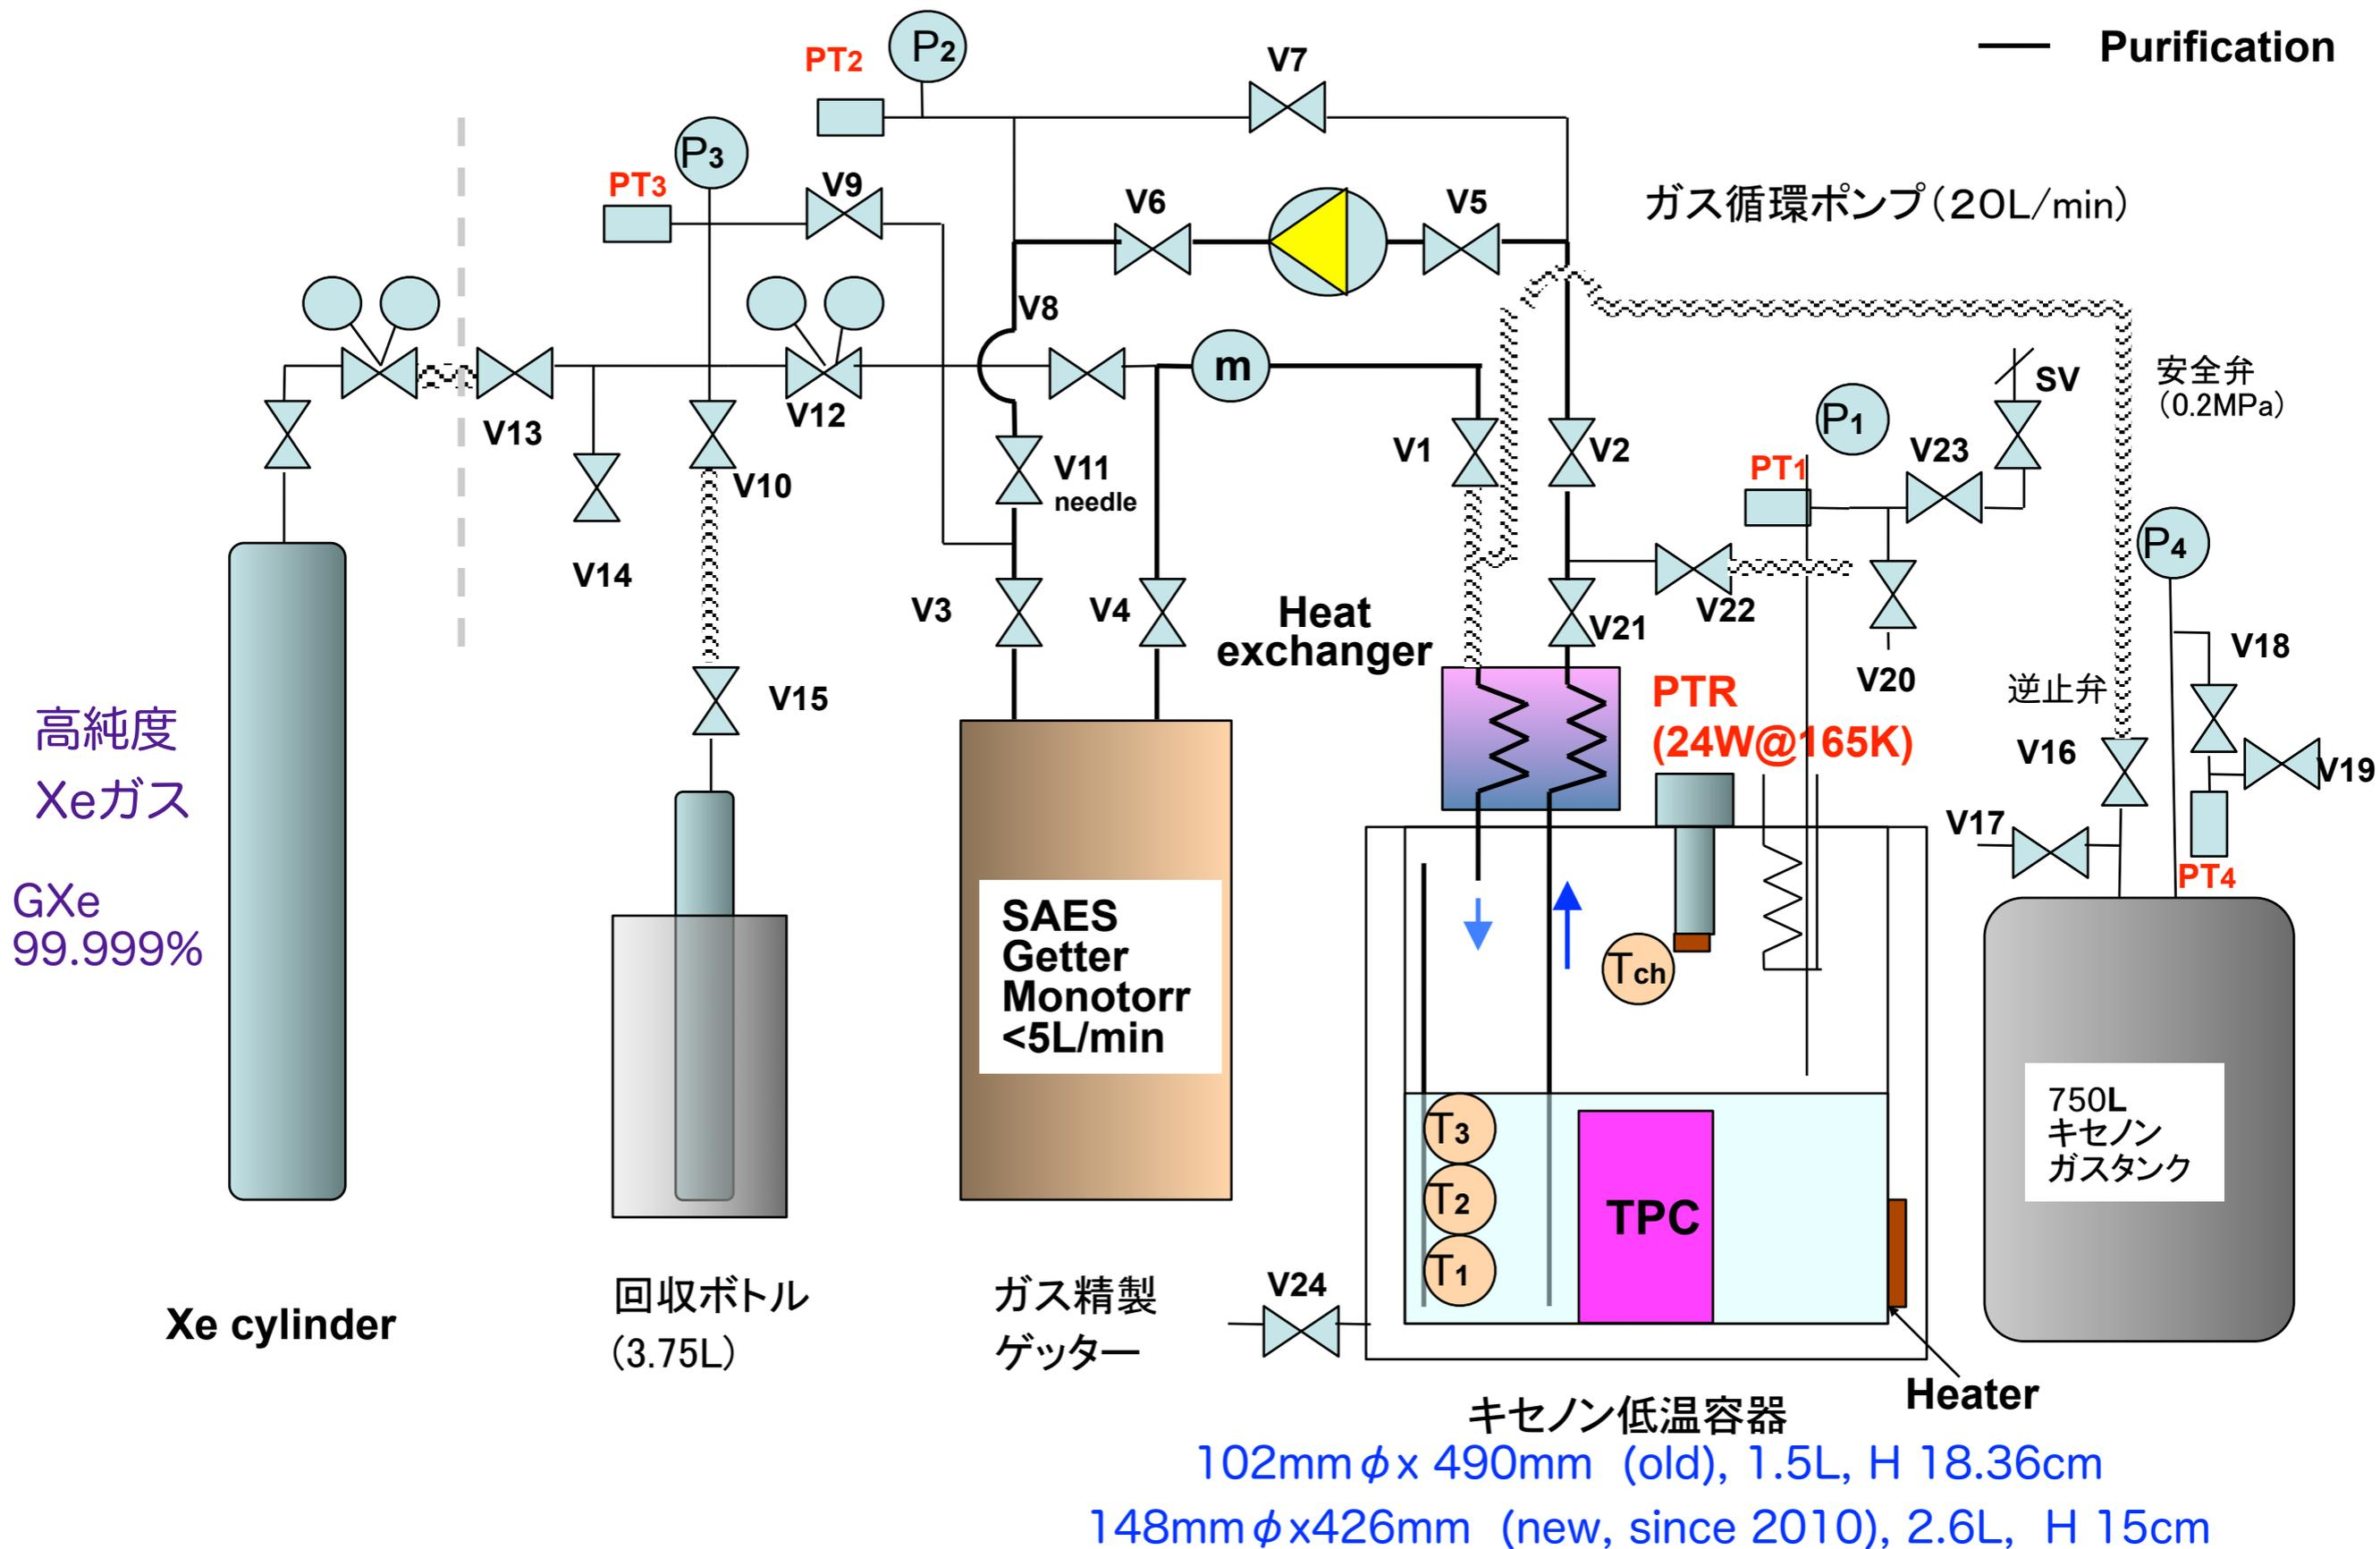 Purification
PT2
P2
V7
P3
PT3
V9
V6
V5
ガス循環ポンプ（20L/min）
V8
m
安全弁
（0.2MPa）
SV
V13
V12
V1
V2
P1
V23
PT1
V10
V11
needle
V14
P4
V3
V4
Heat
exchanger
V21
V22
V20
V18
V15
PTR
(24W@165K)
逆止弁
V16
V19
V17
PT4
高純度
Xeガス
GXe
99.999%
SAES
Getter
Monotorr
<5L/min
Tch
T3
T2
T1
TPC
750L
キセノン
ガスタンク
Xe cylinder
回収ボトル
(3.75L)
ガス精製
ゲッター
V24
Heater
キセノン低温容器
102mmφx 490mm (old), 1.5L, H 18.36cm
148mmφx426mm (new, since 2010), 2.6L, H 15cm